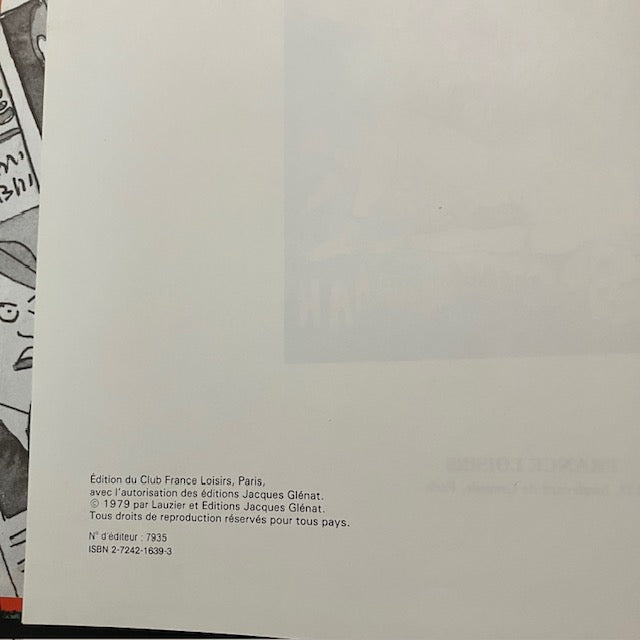 Édition du Club France Loisirs, Paris,
avec l'autorisation des éditions Jacques Glénat.
© 1979 par Lauzier et Editions Jacques Glénat.
Tous droits de reproduction réservés pour tous pays.
N° d'éditeur : 7935
ISBN 2-7242-1639-3